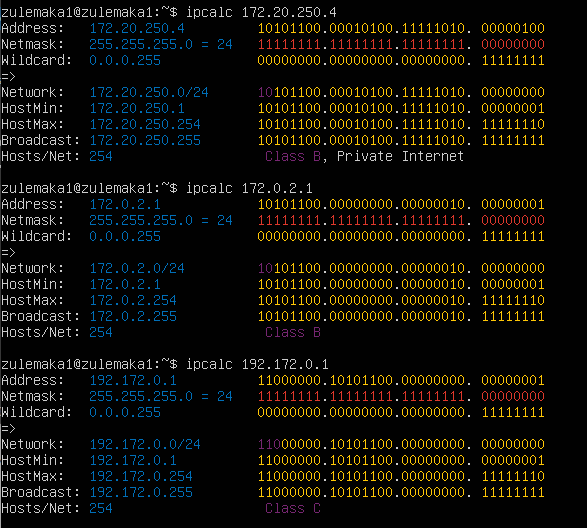 zulemaka1@zulemaka1:~$ ipcalc 172.20.250.4
Address:   172.20.250.4         10101100.00010100.11111010. 00000100
Netmask:   255.255.255.0 = 24   11111111.11111111.11111111. 00000000
Wildcard:  0.0.0.255            00000000.00000000.00000000. 11111111
=>
Network:   172.20.250.0/24      10101100.00010100.11111010. 00000000
HostMin:   172.20.250.1         10101100.00010100.11111010. 00000001
HostMax:   172.20.250.254       10101100.00010100.11111010. 11111110
Broadcast: 172.20.250.255       10101100.00010100.11111010. 11111111
Hosts/Net: 254                   Class B, Private Internet
zulemaka1@zulemaka1:~$ ipcalc 172.0.2.1
Address:   172.0.2.1            10101100.00000000.00000010. 00000001
Netmask:   255.255.255.0 = 24   11111111.11111111.11111111. 00000000
Wildcard:  0.0.0.255            00000000.00000000.00000000. 11111111
=>
Network:   172.0.2.0/24         10101100.00000000.00000010. 00000000
HostMin:   172.0.2.1            10101100.00000000.00000010. 00000001
HostMax:   172.0.2.254          10101100.00000000.00000010. 11111110
Broadcast: 172.0.2.255          10101100.00000000.00000010. 11111111
Hosts/Net: 254                   Class B
zulemaka1@zulemaka1:~$ ipcalc 192.172.0.1
Address:   192.172.0.1          11000000.10101100.00000000. 00000001
Netmask:   255.255.255.0 = 24   11111111.11111111.11111111. 00000000
Wildcard:  0.0.0.255            00000000.00000000.00000000. 11111111
=>
Network:   192.172.0.0/24       11000000.10101100.00000000. 00000000
HostMin:   192.172.0.1          11000000.10101100.00000000. 00000001
HostMax:   192.172.0.254        11000000.10101100.00000000. 11111110
Broadcast: 192.172.0.255        11000000.10101100.00000000. 11111111
Hosts/Net: 254                   Class C